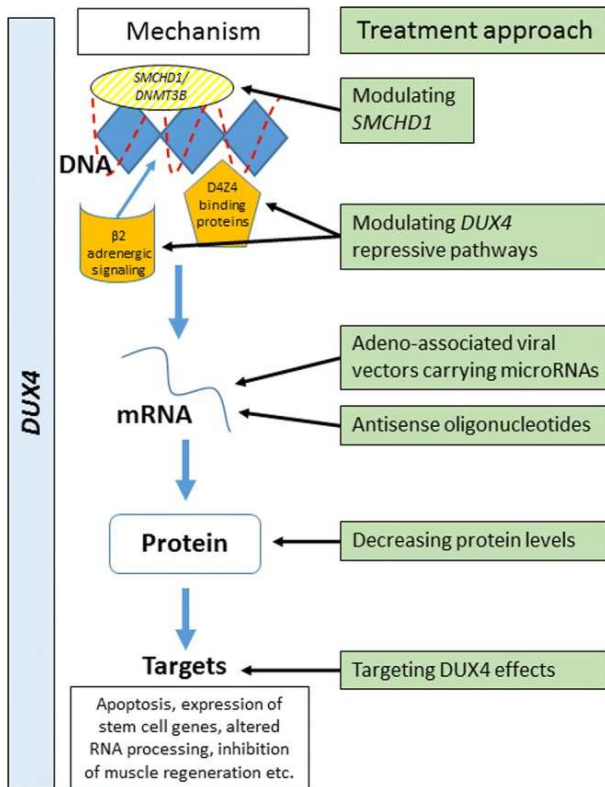 Mechanism
Treatment approach
SMCHD1/
DNMT3B
Modulating
SMCHD1
DNA
D4Z4
binding
proteins
β2
adrenergic
signaling
Modulating DUX4
repressive pathways
DUX4
Adeno-associated viral
vectors carrying microRNAs
mRNA
Antisense oligonucleotides
Protein
Decreasing protein levels
Targets
Targeting DUX4 effects
Apoptosis, expression of
stem cell genes, altered
RNA processing, inhibition
of muscle regeneration etc.